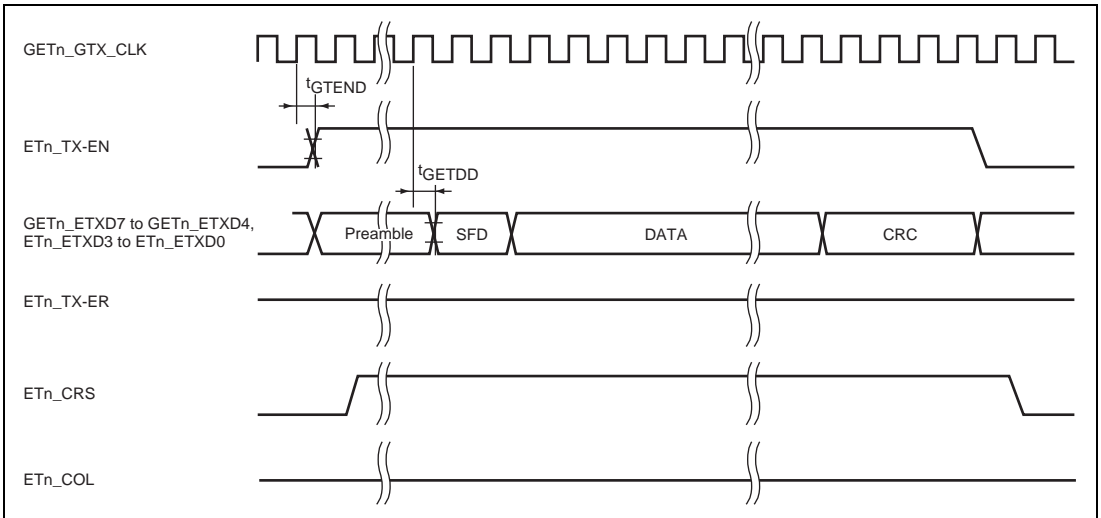 GETn_GTX_CLK
tGTEND
ETn_TX-EN
tGETDD
GETn_ETXD7 to GETn_ETXD4,
ETn_ETXD3 to ETn_ETXD0
Preamble SFD DATA CRC
ETn_TX-ER
ETn_CRS
ETn_COL